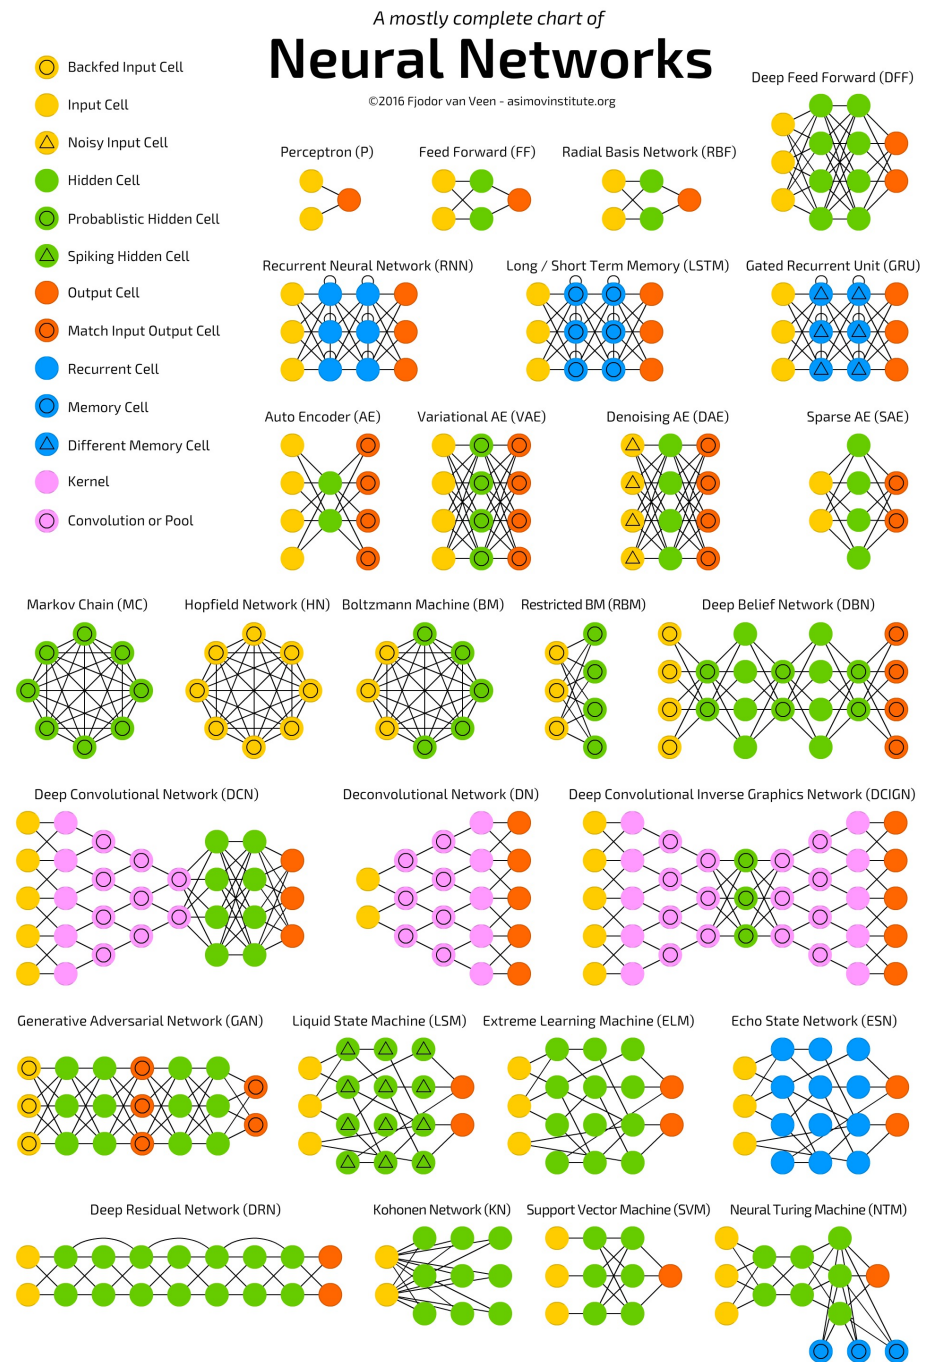 A mostly complete chart of
Neural Networks
©2016 Fjodor van Veen - asimovinstitute.org
Backfed Input Cell
Input Cell
Noisy Input Cell
Hidden Cell
Probablistic Hidden Cell
Spiking Hidden Cell
Output Cell
Match Input Output Cell
Recurrent Cell
Memory Cell
Different Memory Cell
Kernel
Convolution or Pool
Deep Feed Forward (DFF)
Perceptron (P)
Feed Forward (FF)
Radial Basis Network (RBF)
Recurrent Neural Network (RNN)
Long / Short Term Memory (LSTM)
Gated Recurrent Unit (GRU)
Auto Encoder (AE)
Variational AE (VAE)
Denoising AE (DAE)
Sparse AE (SAE)
Markov Chain (MC)
Hopfield Network (HN)
Boltzmann Machine (BM)
Restricted BM (RBM)
Deep Belief Network (DBN)
Deep Convolutional Network (DCN)
Deconvolutional Network (DN)
Deep Convolutional Inverse Graphics Network (DCIGN)
Generative Adversarial Network (GAN)
Liquid State Machine (LSM)
Extreme Learning Machine (ELM)
Echo State Network (ESN)
Deep Residual Network (DRN)
Kohonen Network (KN)
Support Vector Machine (SVM)
Neural Turing Machine (NTM)